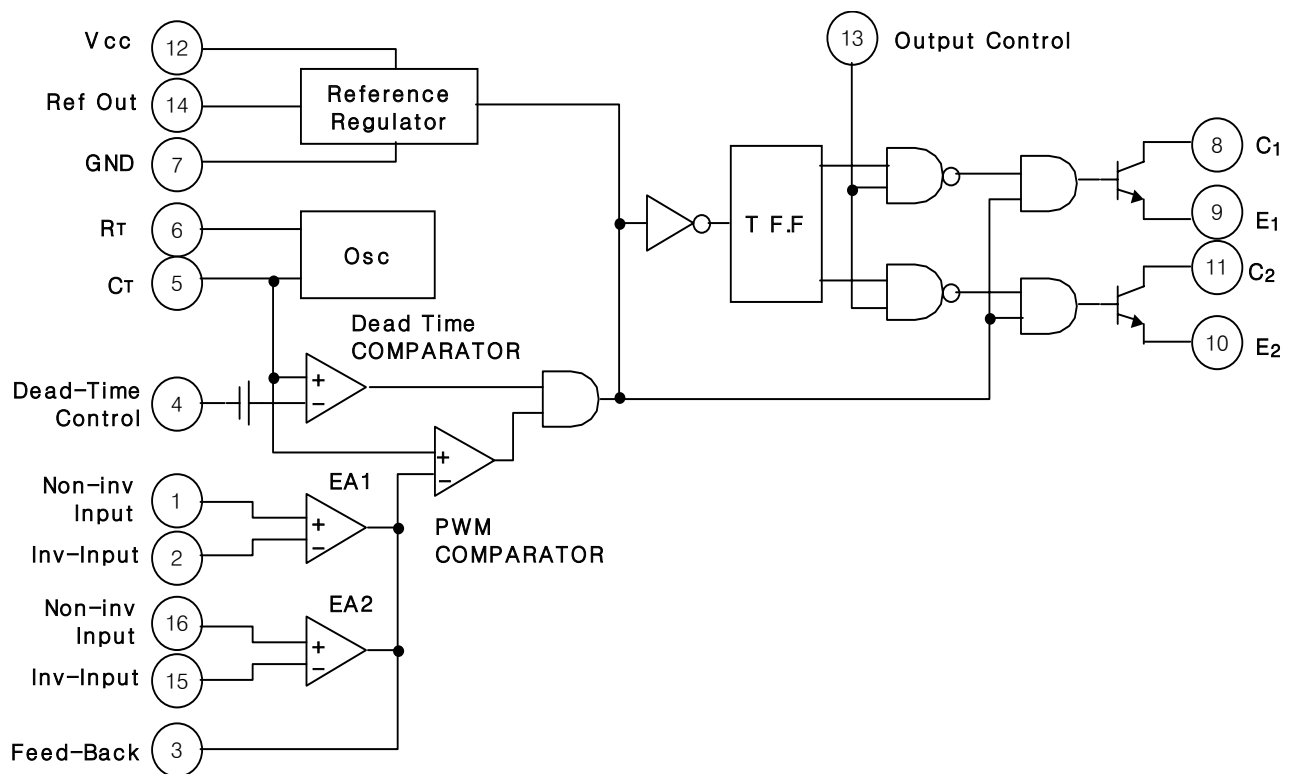 Vcc
12
Ref Out
14
GND
7
Reference
Regulator
13
Output Control
RT
6
CT
5
Osc
T F.F
8
C1
9
E1
11
C2
10
E2
Dead Time
COMPARATOR
Dead-Time
Control
4
+
−
+
−
PWM
COMPARATOR
Non-inv
Input
1
Inv-Input
2
EA1
+
−
Non-inv
Input
16
Inv-Input
15
EA2
+
−
Feed-Back
3